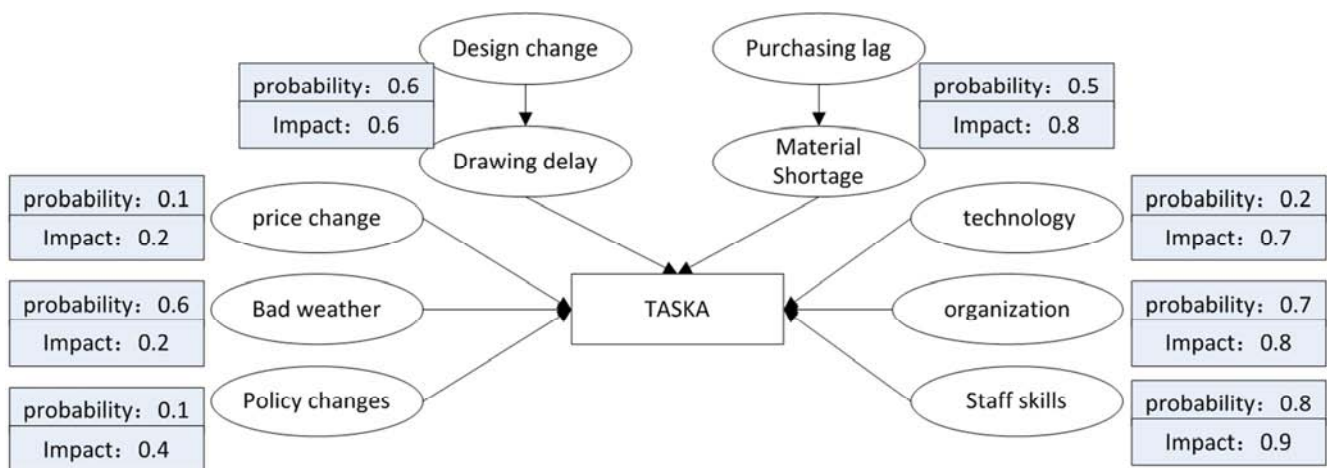 Design change
Purchasing lag
probability：0.6
Impact：0.6
probability：0.5
Impact：0.8
Drawing delay
Material
Shortage
probability：0.1
Impact：0.2
price change
technology
probability：0.2
Impact：0.7
probability：0.6
Impact：0.2
Bad weather
TASKA
organization
probability：0.7
Impact：0.8
probability：0.1
Impact：0.4
Policy changes
Staff skills
probability：0.8
Impact：0.9